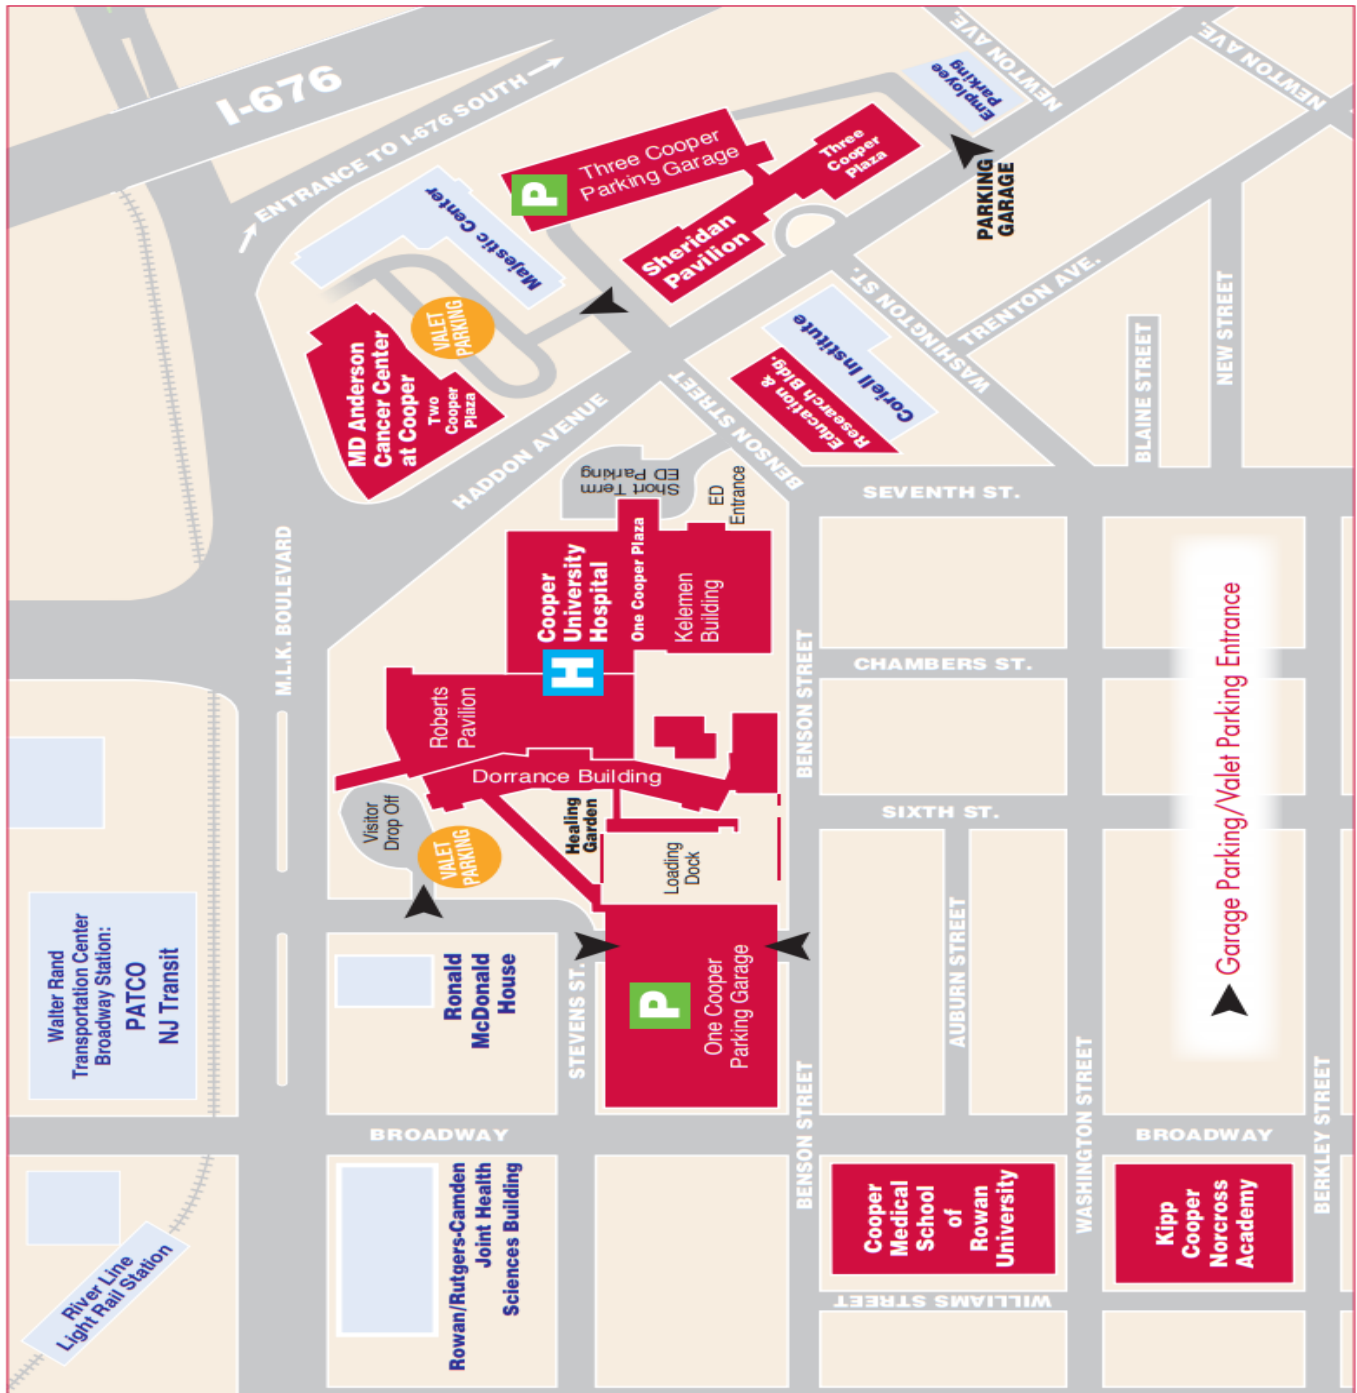 I-676
ENTRANCE TO I-676 SOUTH
NEWTON AVE.
NEWTON AVE.
Employee
Parking
PARKING
GARAGE
P
Three Cooper
Parking Garage
Three
Cooper
Plaza
Sheridan
Pavilion
Majestic Center
VALET
PARKING
MD Anderson
Cancer Center
at Cooper
Two
Cooper
Plaza
HADDON AVENUE
BENSON STREET
Coriell Institute
Education &
Research Bldg.
WASHINGTON ST.
TRENTON AVE.
BLAINE STREET
NEW STREET
SEVENTH ST.
Short Term
ED Parking
ED
Entrance
M.L.K. BOULEVARD
Cooper
University
Hospital
One Cooper Plaza
Kelemen
Building
H
Roberts
Pavilion
Dorrance Building
BENSON STREET
CHAMBERS ST.
SIXTH ST.
Visitor
Drop Off
VALET
PARKING
Healing
Garden
Loading
Dock
Garage Parking/Valet Parking Entrance
Walter Rand
Transportation Center
Broadway Station:
PATCO
NJ Transit
Ronald
McDonald
House
STEVENS ST.
P
One Cooper
Parking Garage
AUBURN STREET
WASHINGTON STREET
BENSON STREET
BERKLEY STREET
BROADWAY
BROADWAY
River Line
Light Rail Station
Rowan/Rutgers-Camden
Joint Health
Sciences Building
Cooper
Medical
School
of
Rowan
University
Kipp
Cooper
Norcross
Academy
WILLIAMS STREET